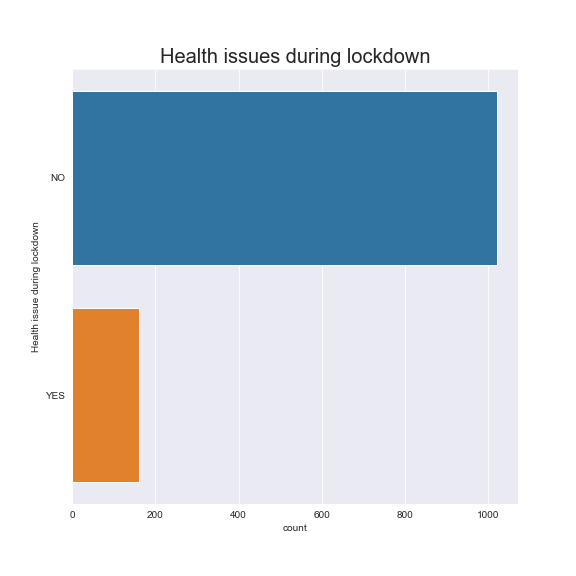 Health issues during lockdown
Health issue during lockdown
NO
YES
0 200 400 600 800 1000
count